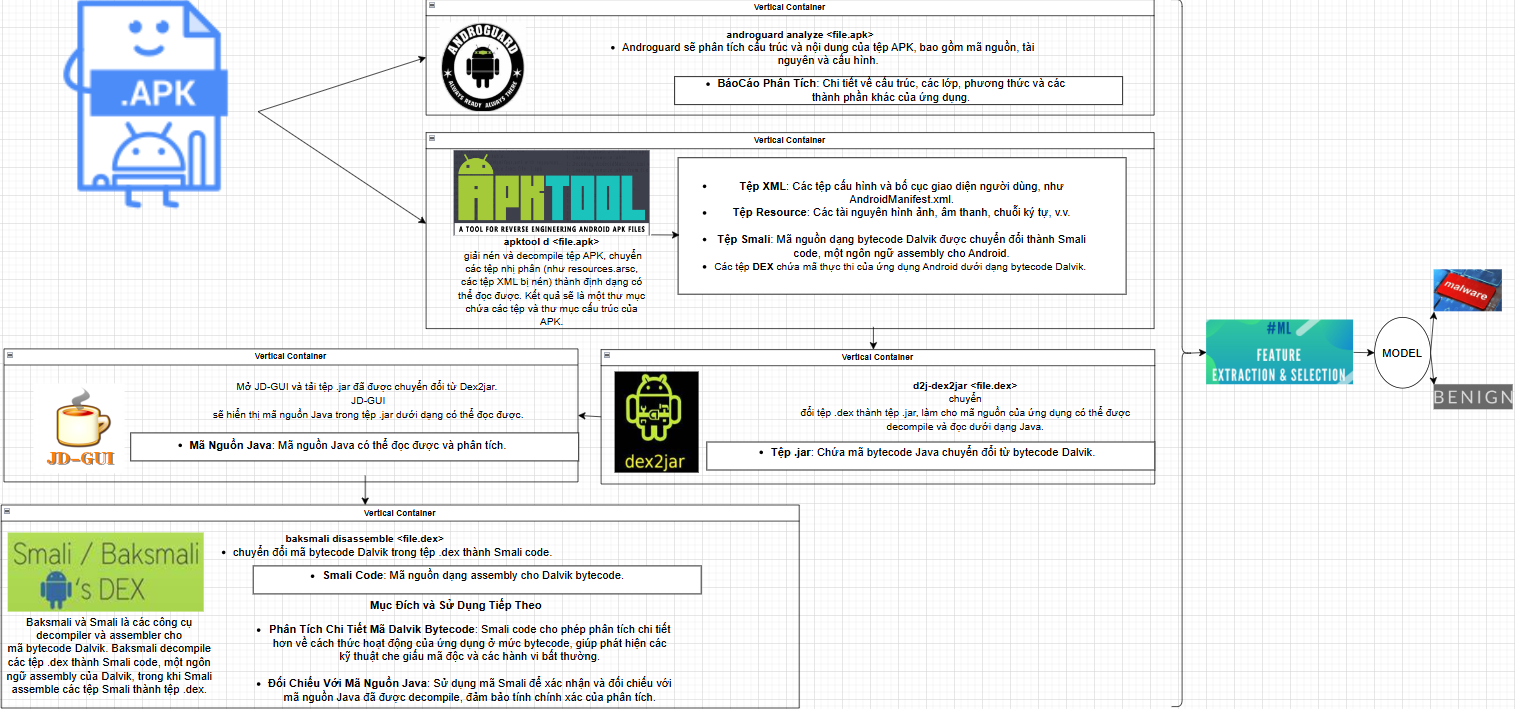 .APK
Vertical Container
ANDROGUARD
ALWAYS READY ALWAYS THERE
androguard analyze <file.apk>
• Androguard sẽ phân tích cấu trúc và nội dung của tệp APK, bao gồm mã nguồn, tài
nguyên và cấu hình.
• BáoCáo Phân Tích: Chi tiết về cấu trúc, các lớp, phương thức và các
thành phần khác của ứng dụng.
Vertical Container
APKTOOL
A TOOL FOR REVERSE ENGINEERING ANDROID APK FILES
apktool d <file.apk>
giải nén và decompile tệp APK, chuyển
các tệp nhị phân (như resources.arsc,
các tệp XML bị nén) thành định dạng có
thể đọc được. Kết quả sẽ là một thư mục
chứa các tệp và thư mục cấu trúc của
APK.
• Tệp XML: Các tệp cấu hình và bố cục giao diện người dùng, như
AndroidManifest.xml.
• Tệp Resource: Các tài nguyên hình ảnh, âm thanh, chuỗi ký tự, v.v.
• Tệp Smali: Mã nguồn dạng bytecode Dalvik được chuyển đổi thành Smali
code, một ngôn ngữ assembly cho Android.
• Các tệp DEX chứa mã thực thi của ứng dụng Android dưới dạng bytecode Dalvik.
Vertical Container
dex2jar
d2j-dex2jar <file.dex>
chuyển
đổi tệp .dex thành tệp .jar, làm cho mã nguồn của ứng dụng có thể được
decompile và đọc dưới dạng Java.
• Tệp .jar: Chứa mã bytecode Java chuyển đổi từ bytecode Dalvik.
Vertical Container
JD-GUI
Mở JD-GUI và tải tệp .jar đã được chuyển đổi từ Dex2jar.
JD-GUI
sẽ hiển thị mã nguồn Java trong tệp .jar dưới dạng có thể đọc được.
• Mã Nguồn Java: Mã nguồn Java có thể đọc được và phân tích.
Vertical Container
Smali / Baksmali
's DEX
Baksmali và Smali là các công cụ
decompiler và assembler cho
mã bytecode Dalvik. Baksmali decompile
các tệp .dex thành Smali code, một ngôn
ngữ assembly của Dalvik, trong khi Smali
assemble các tệp Smali thành tệp .dex.
baksmali disassemble <file.dex>
• chuyển đổi mã bytecode Dalvik trong tệp .dex thành Smali code.
• Smali Code: Mã nguồn dạng assembly cho Dalvik bytecode.
Mục Đích và Sử Dụng Tiếp Theo
• Phân Tích Chi Tiết Mã Dalvik Bytecode: Smali code cho phép phân tích chi tiết
hơn về cách thức hoạt động của ứng dụng ở mức bytecode, giúp phát hiện các
kỹ thuật che giấu mã độc và các hành vi bất thường.
• Đối Chiếu Với Mã Nguồn Java: Sử dụng mã Smali để xác nhận và đối chiếu với
mã nguồn Java đã được decompile, đảm bảo tính chính xác của phân tích.
#ML
FEATURE
EXTRACTION & SELECTION
MODEL
malware
BENIGN